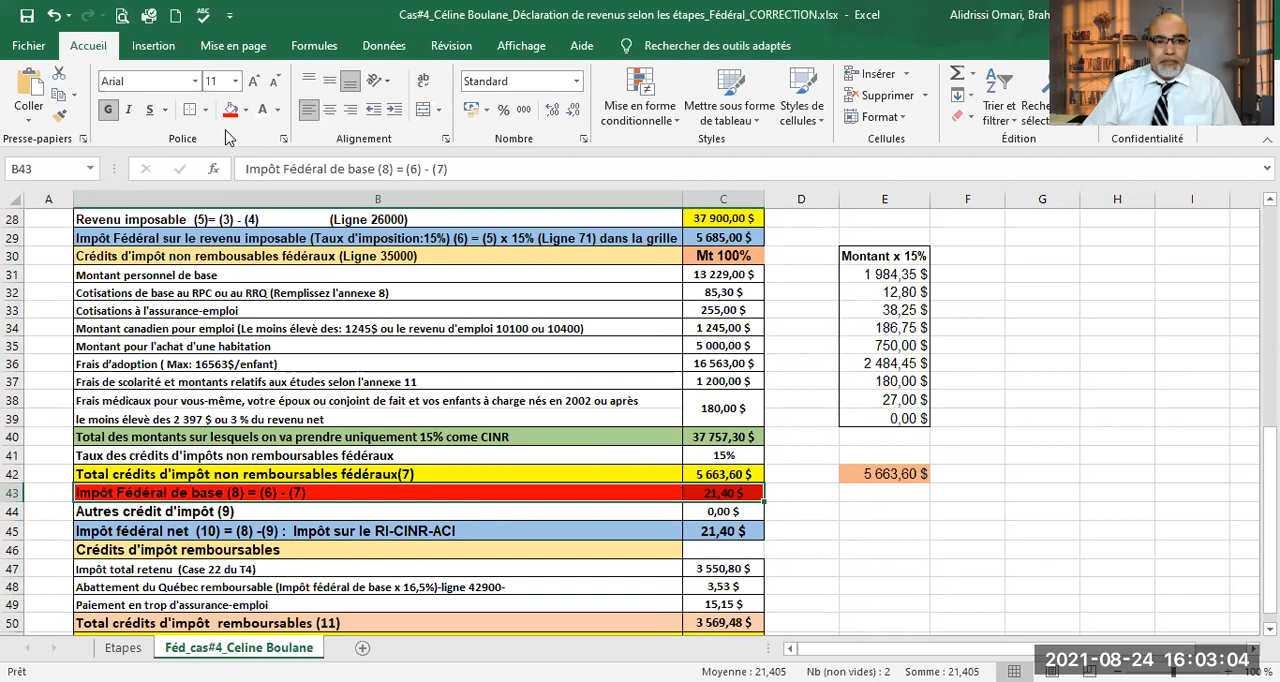 Cas#4_Céline Boulane_Déclaration de revenus selon les étapes_Fédéral_CORRECTION.xlsx - Excel
Alidrissi Omari, Brah
Fichier Accueil Insertion Mise en page Formules Données Révision Affichage Aide Rechercher des outils adaptés
Arial 11 Standard
Coller
G I S
Mise en forme conditionnelle
Mettre sous forme de tableau
Styles de cellules
Insérer
Supprimer
Format
Trier et filtrer
Presse-papiers Police Alignement Nombre Styles Cellules Édition Confidentialité
B43 fx Impôt Fédéral de base (8) = (6) - (7)
A B C D E F G H I
28 Revenu imposable (5)= (3) - (4) (Ligne 26000) 37 900,00 $
29 Impôt Fédéral sur le revenu imposable (Taux d'imposition:15%) (6) = (5) x 15% (Ligne 71) dans la grille 5 685,00 $
30 Crédits d'impôt non rembousables fédéraux (Ligne 35000) Mt 100% Montant x 15%
31 Montant personnel de base 13 229,00 $ 1 984,35 $
32 Cotisations de base au RPC ou au RRQ (Remplissez l'annexe 8) 85,30 $ 12,80 $
33 Cotisations à l'assurance-emploi 255,00 $ 38,25 $
34 Montant canadien pour emploi (Le moins élevè des: 1245$ ou le revenu d'emploi 10100 ou 10400) 1 245,00 $ 186,75 $
35 Montant pour l'achat d'une habitation 5 000,00 $ 750,00 $
36 Frais d'adoption ( Max: 16563$/enfant) 16 563,00 $ 2 484,45 $
37 Frais de scolarité et montants relatifs aux études selon l'annexe 11 1 200,00 $ 180,00 $
38 Frais médicaux pour vous-même, votre époux ou conjoint de fait et vos enfants à charge nés en 2002 ou après 180,00 $ 27,00 $
39 le moins élevè des 2 397 $ ou 3 % du revenu net 0,00 $
40 Total des montants sur lesquels on va prendre uniquement 15% come CINR 37 757,30 $
41 Taux des crédits d'impôt non remboursables fédéraux 15%
42 Total crédits d'impôt non remboursables fédéraux(7) 5 663,60 $ 5 663,60 $
43 Impôt Fédéral de base (8) = (6) - (7) 21,40 $
44 Autres crédit d'impôt (9) 0,00 $
45 Impôt fédéral net (10) = (8) -(9) : Impôt sur le RI-CINR-ACI 21,40 $
46 Crédits d'impôt remboursables
47 Impôt total retenu (Case 22 du T4) 3 550,80 $
48 Abattement du Québec remboursable (Impôt fédéral de base x 16,5%)-ligne 42900- 3,53 $
49 Paiement en trop d'assurance-emploi 15,15 $
50 Total crédits d'impôt remboursables (11) 3 569,48 $
Etapes Féd_cas#4_Celine Boulane
Prêt Moyenne : 21,405 Nb (non vides) : 2 Somme : 21,405
2021-08-24 16:03:04